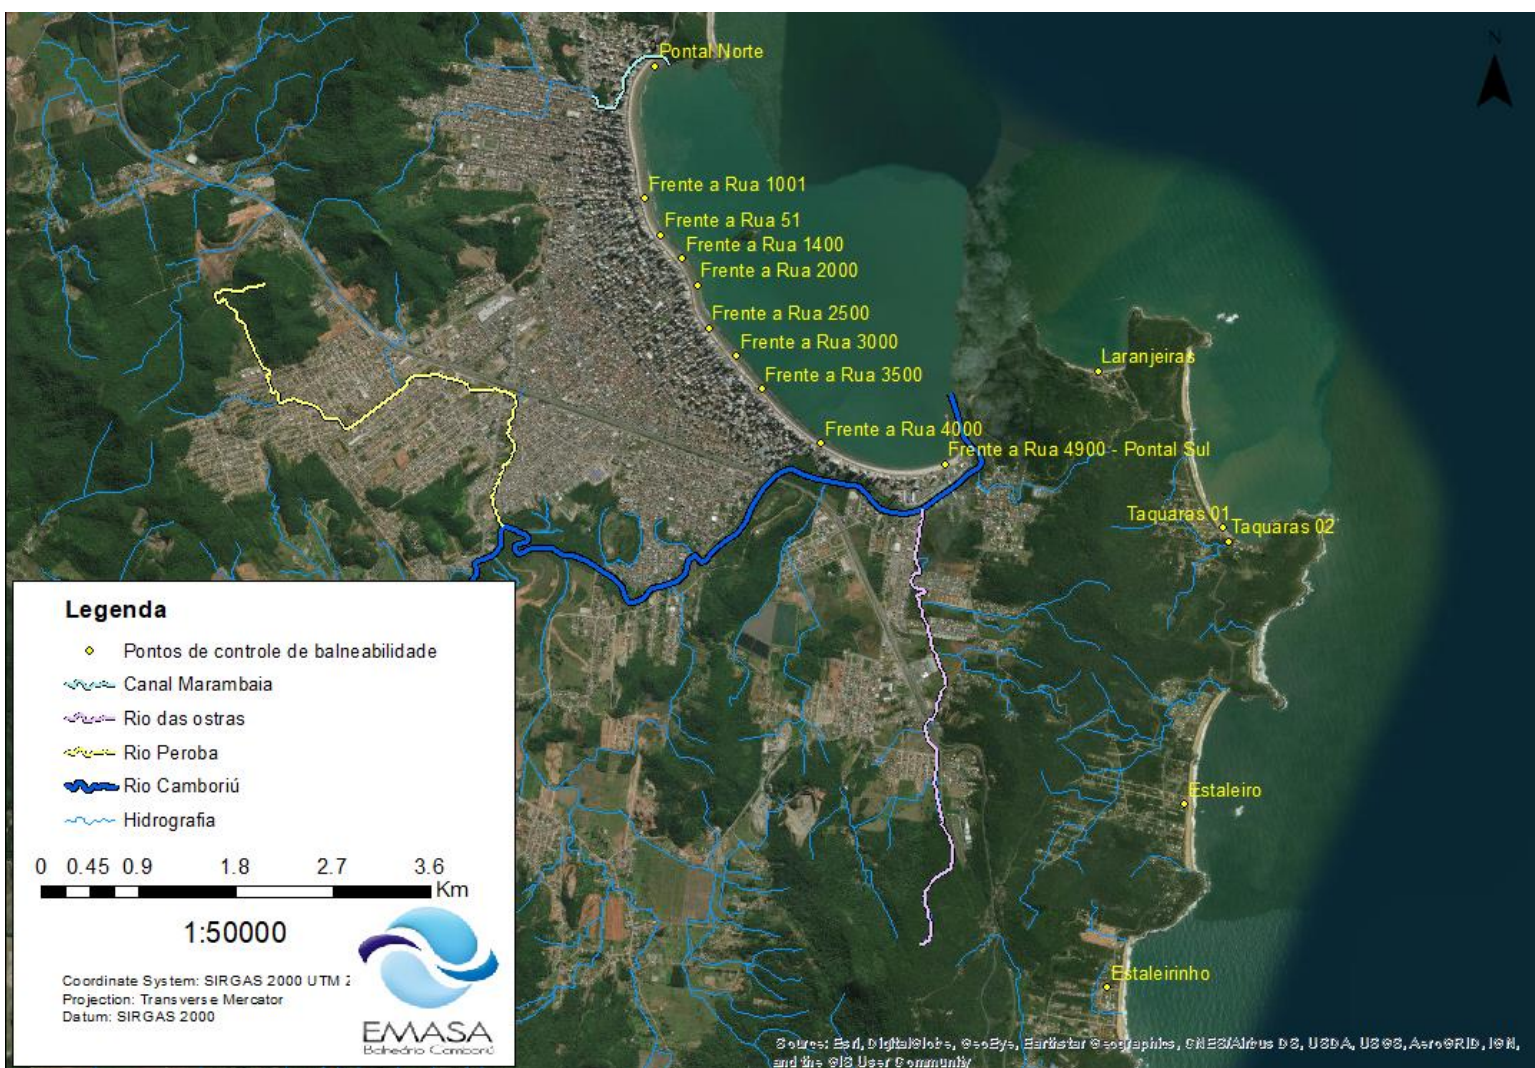 N
Pontal Norte
Frente a Rua 1001
Frente a Rua 51
Frente a Rua 1400
Frente a Rua 2000
Frente a Rua 2500
Frente a Rua 3000
Laranjeiras
Frente a Rua 3500
Frente a Rua 4000
Frente a Rua 4900 - Pontal Sul
Taquaras 01
Taquaras 02
Estaleiro
Estaleirinho
Legenda
Pontos de controle de balneabilidade
Canal Marambaia
Rio das ostras
Rio Peroba
Rio Camboriú
Hidrografia
0 0.45 0.9 1.8 2.7 3.6
Km
1:50000
Coordinate System: SIRGAS 2000 UTM
Projection: Transverse Mercator
Datum: SIRGAS 2000
EMASA
Balneário Camboriú
Source: Esri, DigitalGlobe, GeoEye, Earthstar Geographics, CNES/Airbus DS, USDA, USGS, AeroGRID, IGN,
and the GIS User Community